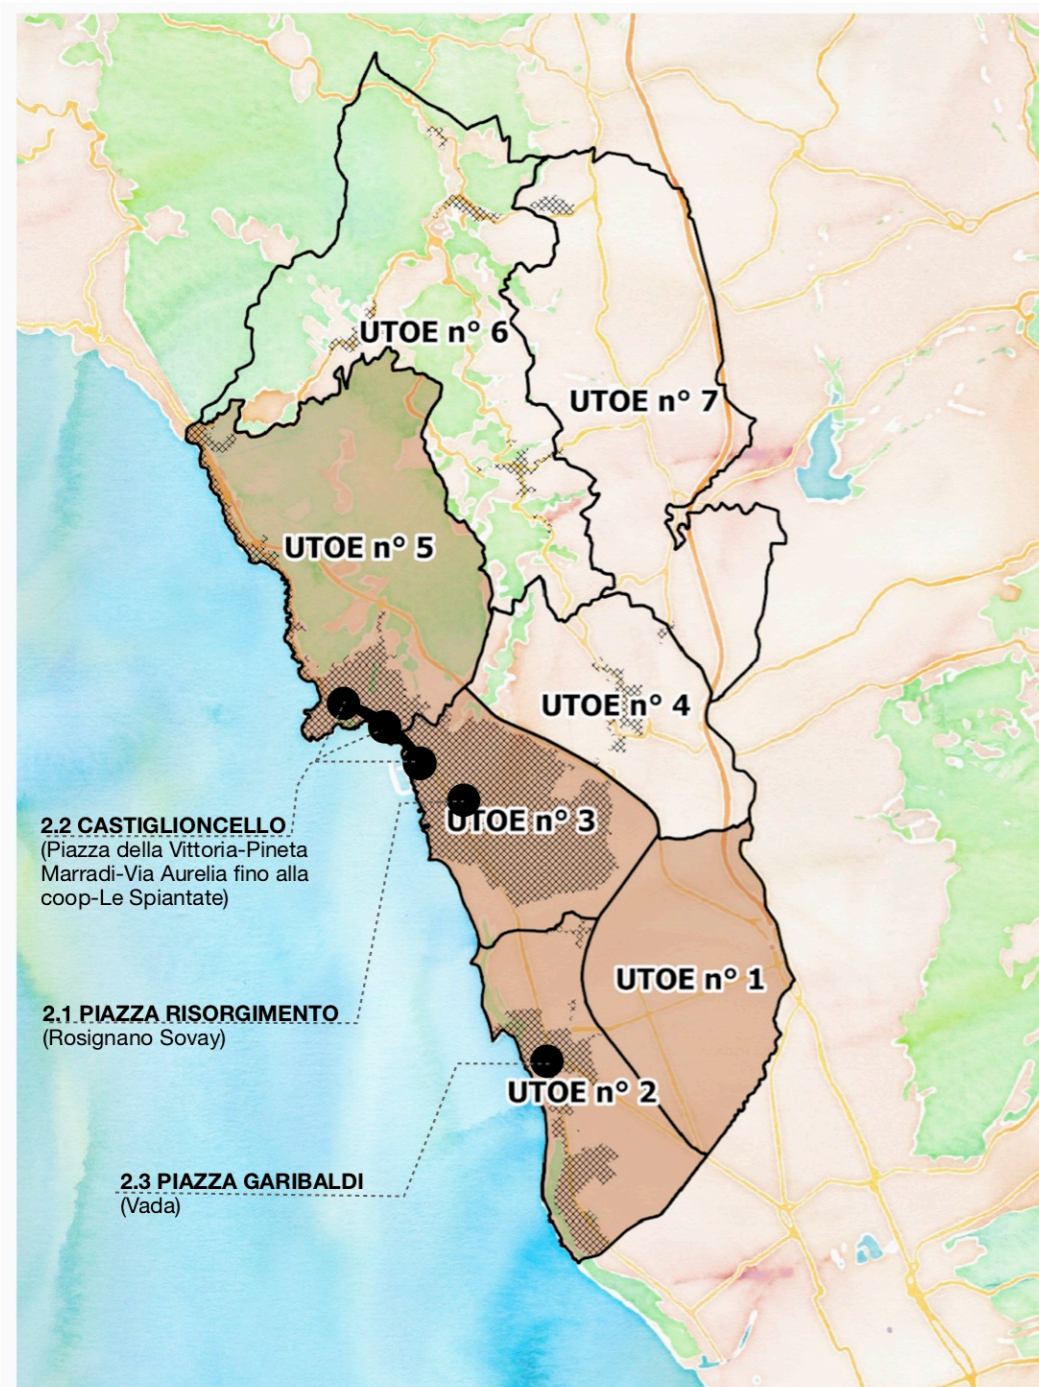 UTOE n° 6
UTOE n° 7
UTOE n° 5
UTOE n° 4
UTOE n° 3
2.2 CASTIGLIONCELLO
(Piazza della Vittoria-Pineta
Marradi-Via Aurelia fino alla
coop-Le Spiantate)
UTOE n° 1
2.1 PIAZZA RISORGIMENTO
(Rosignano Sovay)
UTOE n° 2
2.3 PIAZZA GARIBALDI
(Vada)